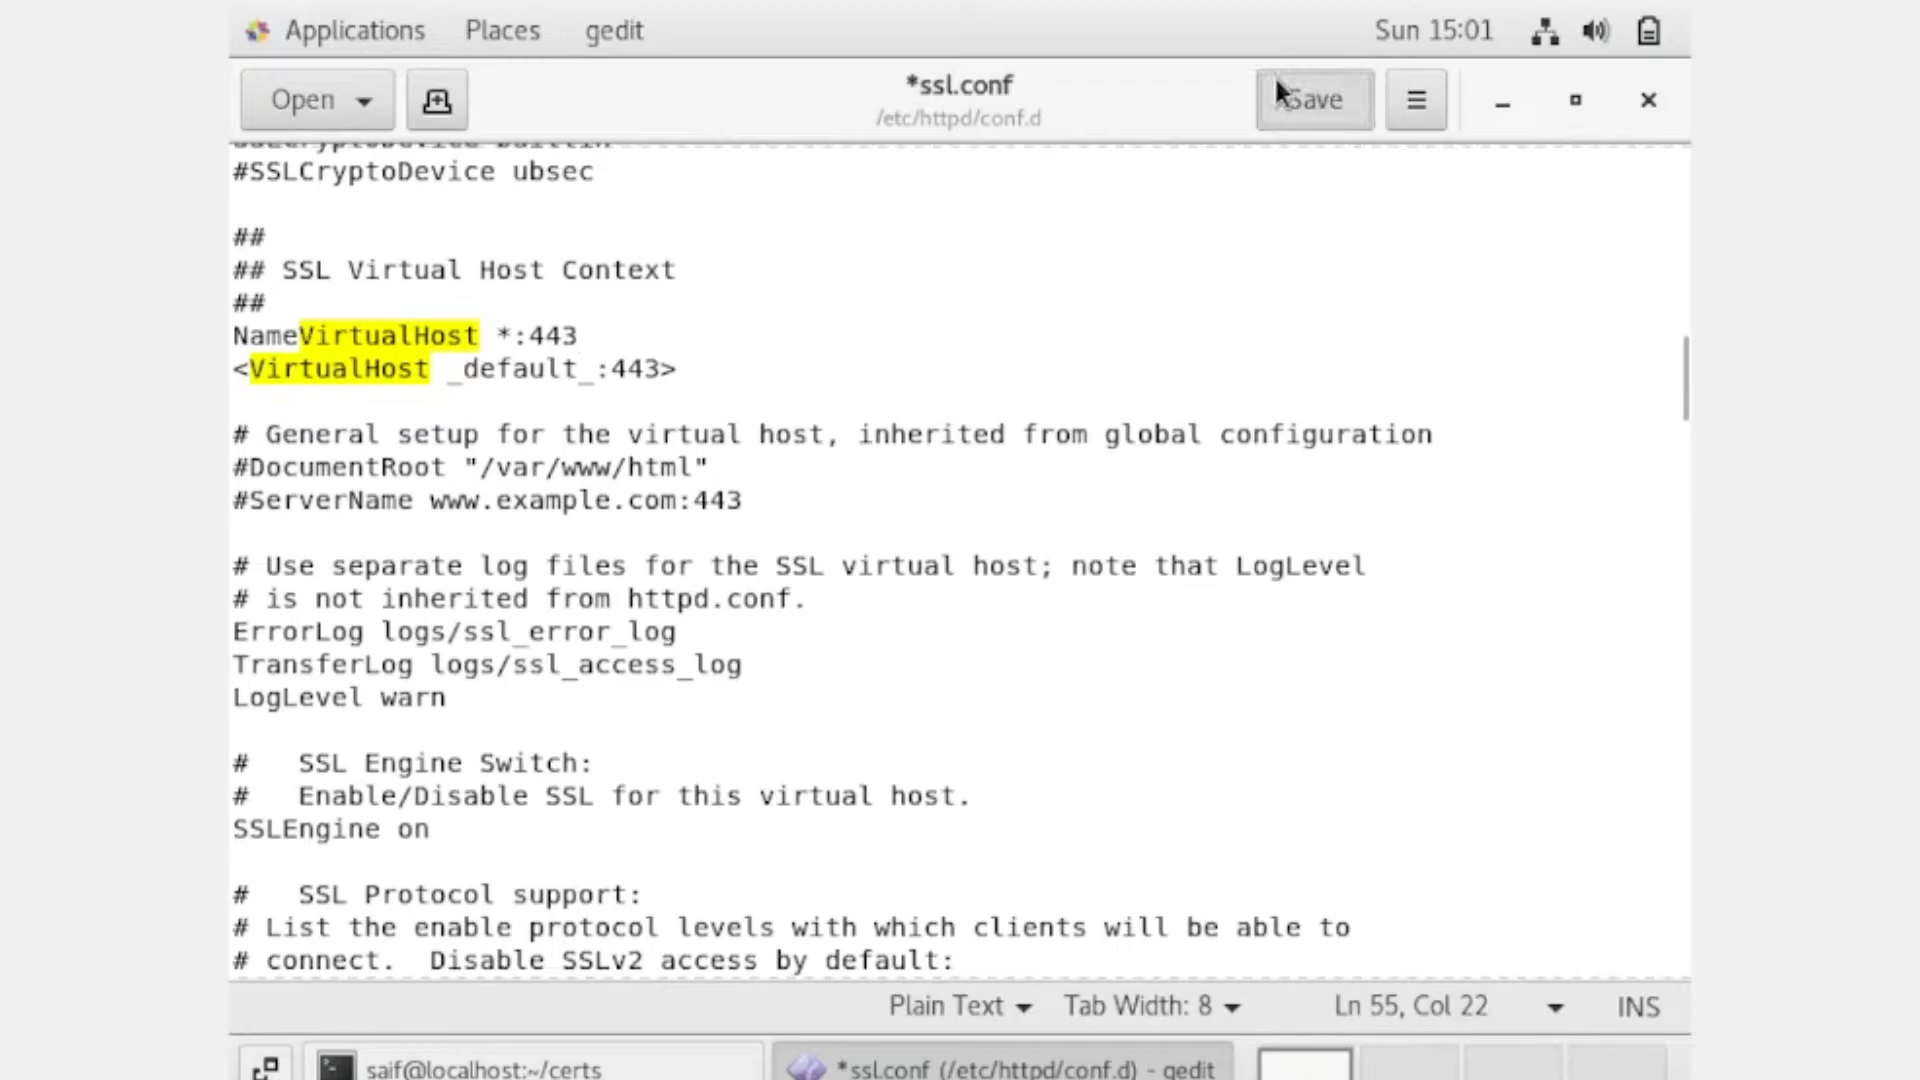 Applications Places gedit Sun 15:01
Open *ssl.conf Save
/etc/httpd/conf.d
SSLCryptoDevice builtin
#SSLCryptoDevice ubsec
##
## SSL Virtual Host Context
##
NameVirtualHost *:443
<VirtualHost _default_:443>
# General setup for the virtual host, inherited from global configuration
#DocumentRoot "/var/www/html"
#ServerName www.example.com:443
# Use separate log files for the SSL virtual host; note that LogLevel
# is not inherited from httpd.conf.
ErrorLog logs/ssl_error_log
TransferLog logs/ssl_access_log
LogLevel warn
#   SSL Engine Switch:
#   Enable/Disable SSL for this virtual host.
SSLEngine on
#   SSL Protocol support:
# List the enable protocol levels with which clients will be able to
# connect.  Disable SSLv2 access by default:
Plain Text Tab Width: 8 Ln 55, Col 22 INS
saif@localhost:~/certs *ssl.conf (/etc/httpd/conf.d) - gedit